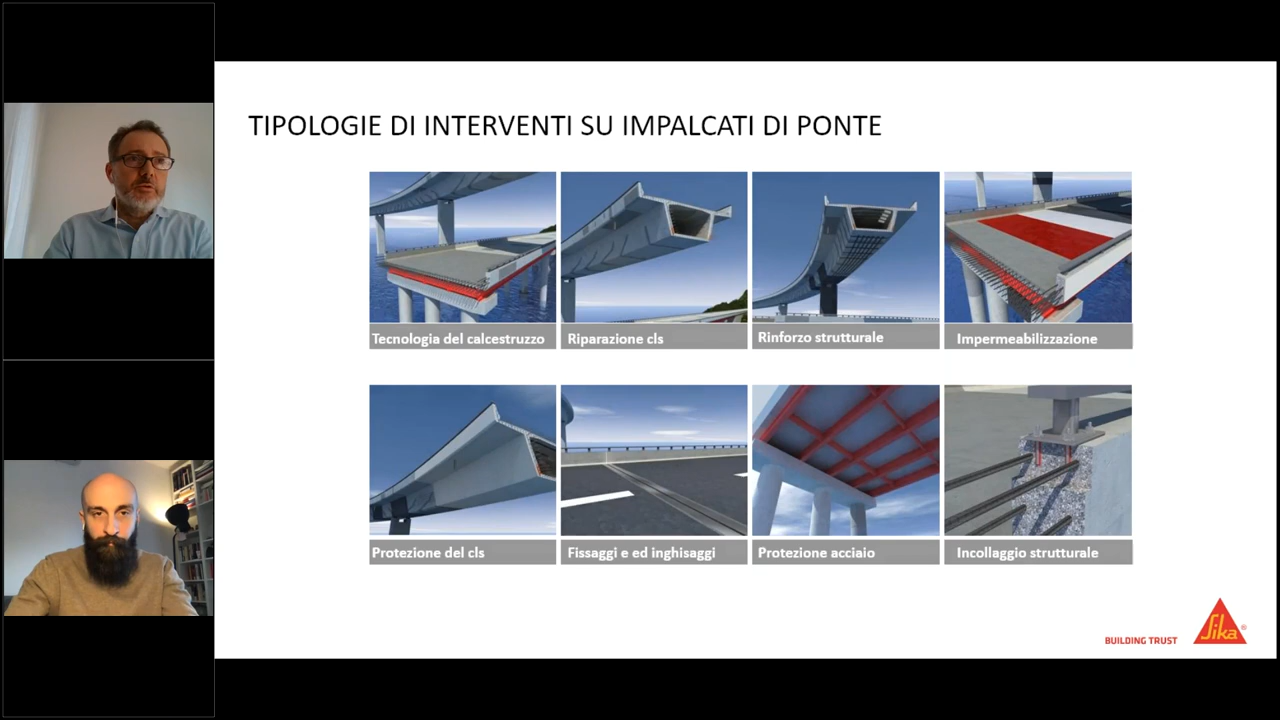 TIPOLOGIE DI INTERVENTI SU IMPALCATI DI PONTE
Tecnologia del calcestruzzo
Riparazione cls
Rinforzo strutturale
Impermeabilizzazione
Protezione del cls
Fissaggi e ed inghisaggi
Protezione acciaio
Incollaggio strutturale
BUILDING TRUST
Sika®